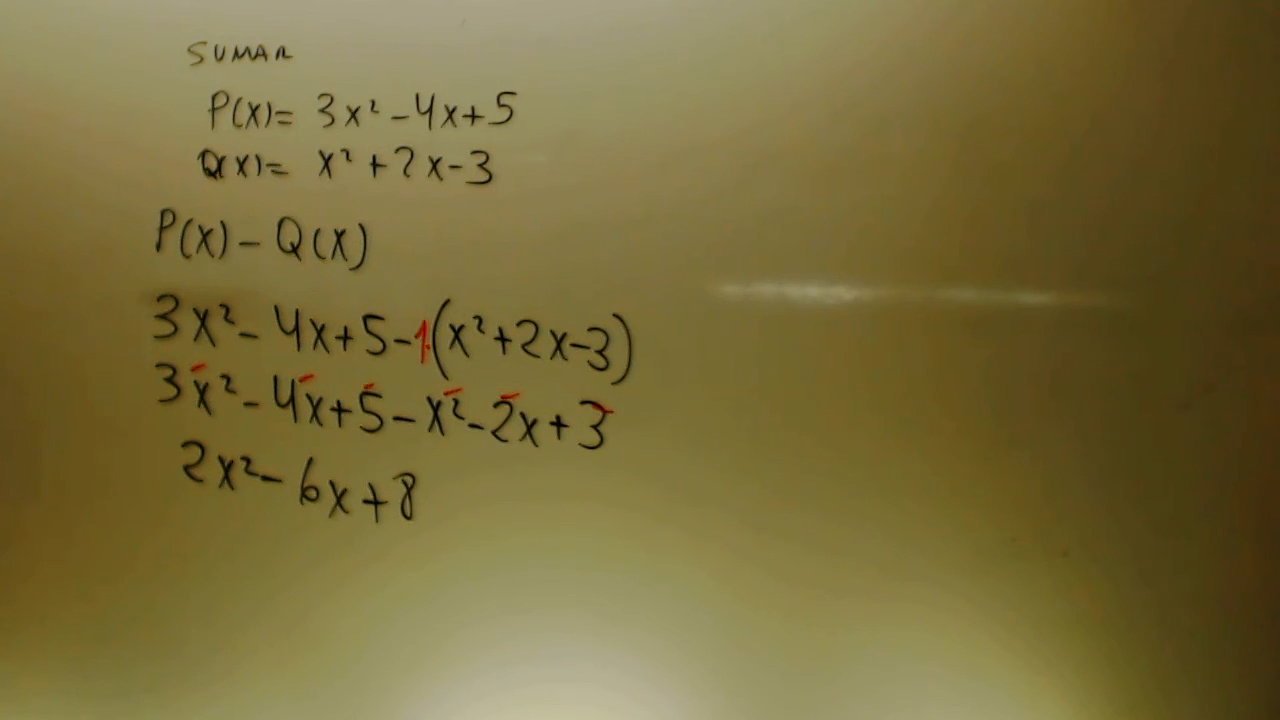 SUMAR
P(X)= 3x² -4x+5
Q(X)= x² +2x-3
P(X) - Q(X)
3x² - 4x+5-1·(x²+2x-3)
3x² - 4x+5-x²-2x+3
2x² - 6x+8